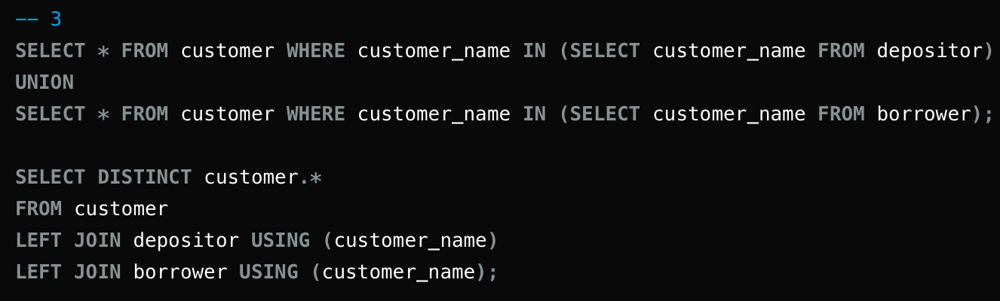 -- 3
SELECT * FROM customer WHERE customer_name IN (SELECT customer_name FROM depositor)
UNION
SELECT * FROM customer WHERE customer_name IN (SELECT customer_name FROM borrower);
SELECT DISTINCT customer.*
FROM customer
LEFT JOIN depositor USING (customer_name)
LEFT JOIN borrower USING (customer_name);